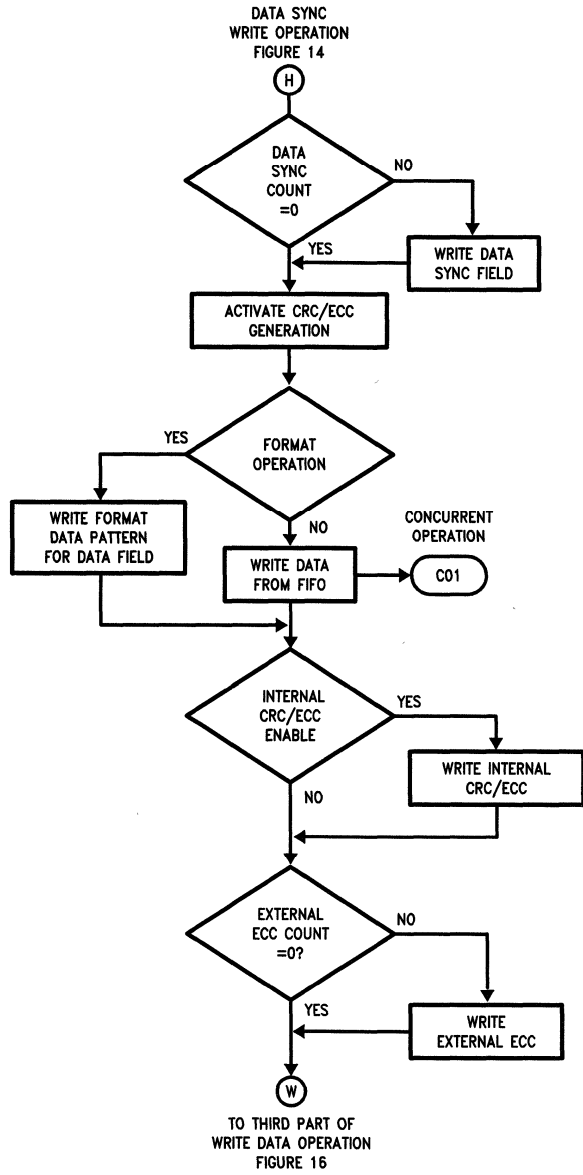 DATA SYNC
WRITE OPERATION
FIGURE 14
H
DATA
SYNC
COUNT
=0
NO
YES
WRITE DATA
SYNC FIELD
ACTIVATE CRC/ECC
GENERATION
YES
FORMAT
OPERATION
WRITE FORMAT
DATA PATTERN
FOR DATA FIELD
NO
CONCURRENT
OPERATION
WRITE DATA
FROM FIFO
C01
INTERNAL
CRC/ECC
ENABLE
YES
WRITE INTERNAL
CRC/ECC
NO
EXTERNAL
ECC COUNT
=0?
NO
YES
WRITE
EXTERNAL ECC
W
TO THIRD PART OF
WRITE DATA OPERATION
FIGURE 16